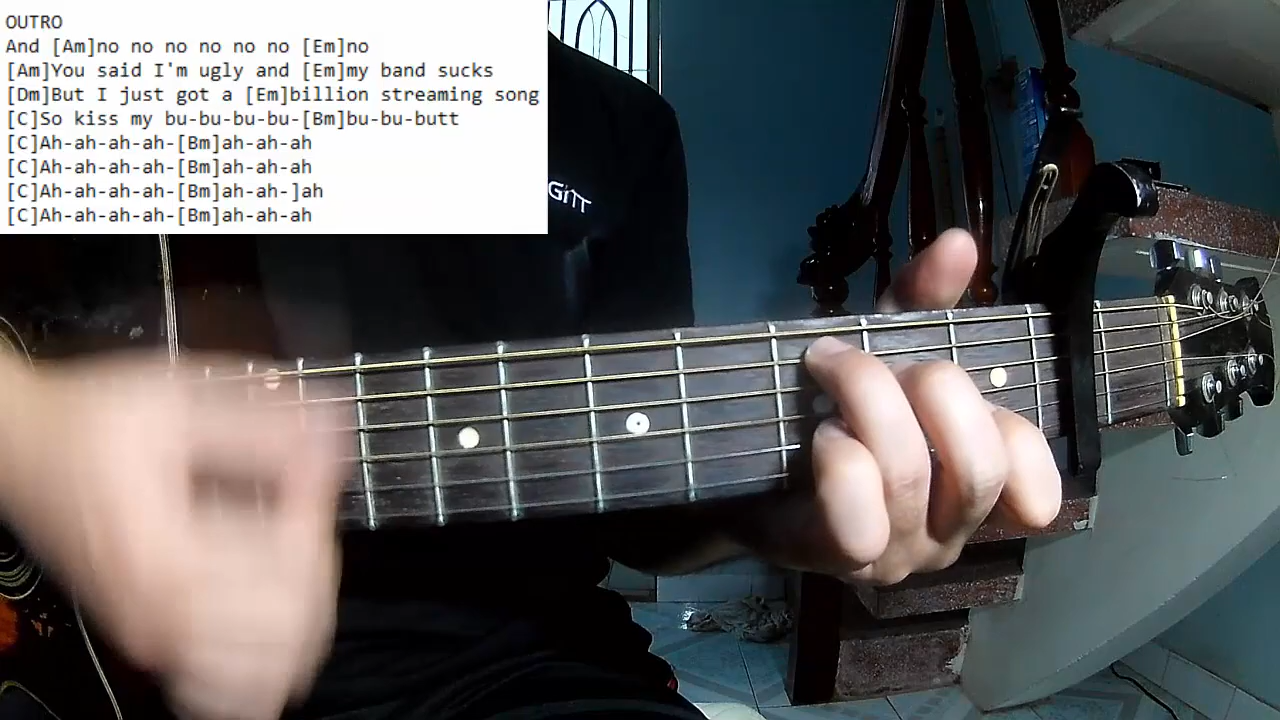 OUTRO
And [Am]no no no no no no [Em]no
[Am]You said I'm ugly and [Em]my band sucks
[Dm]But I just got a [Em]billion streaming song
[C]So kiss my bu-bu-bu-bu-[Bm]bu-bu-butt
[C]Ah-ah-ah-ah-[Bm]ah-ah-ah
[C]Ah-ah-ah-ah-[Bm]ah-ah-ah
[C]Ah-ah-ah-ah-[Bm]ah-ah-]ah
[C]Ah-ah-ah-ah-[Bm]ah-ah-ah